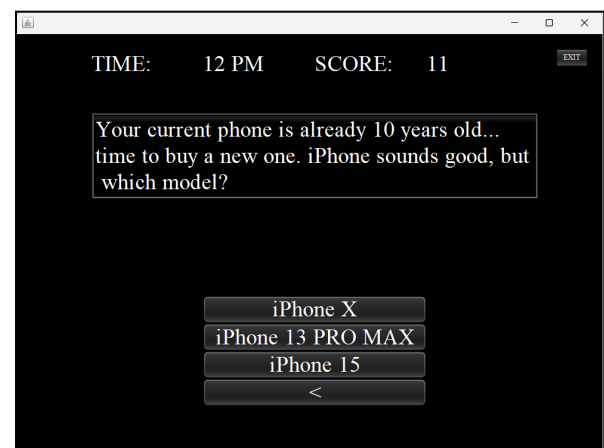 TIME: 12 PM SCORE: 11
EXIT
Your current phone is already 10 years old...
time to buy a new one. iPhone sounds good, but
which model?
iPhone X
iPhone 13 PRO MAX
iPhone 15
<